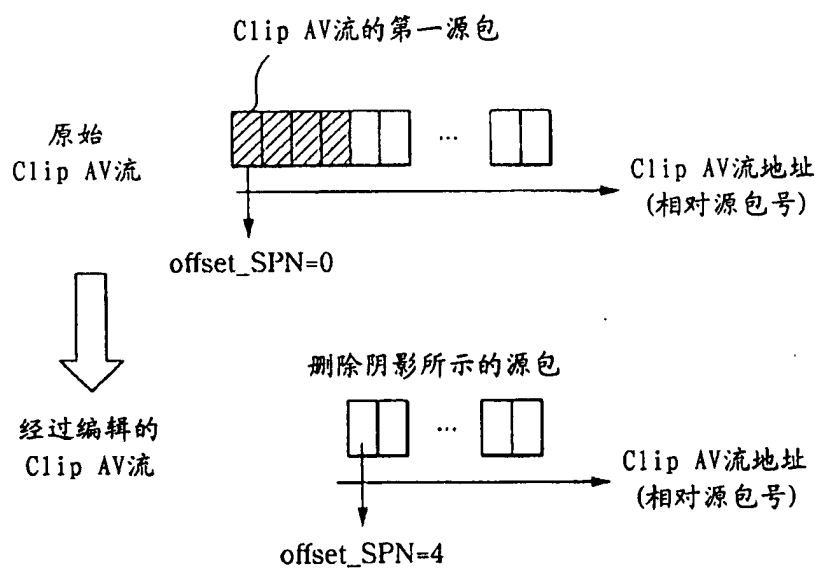 Clip AV流的第一源包
原始
Clip AV流
...
Clip AV流地址
(相对源包号)
offset_SPN=0
删除阴影所示的源包
经过编辑的
Clip AV流
...
Clip AV流地址
(相对源包号)
offset_SPN=4